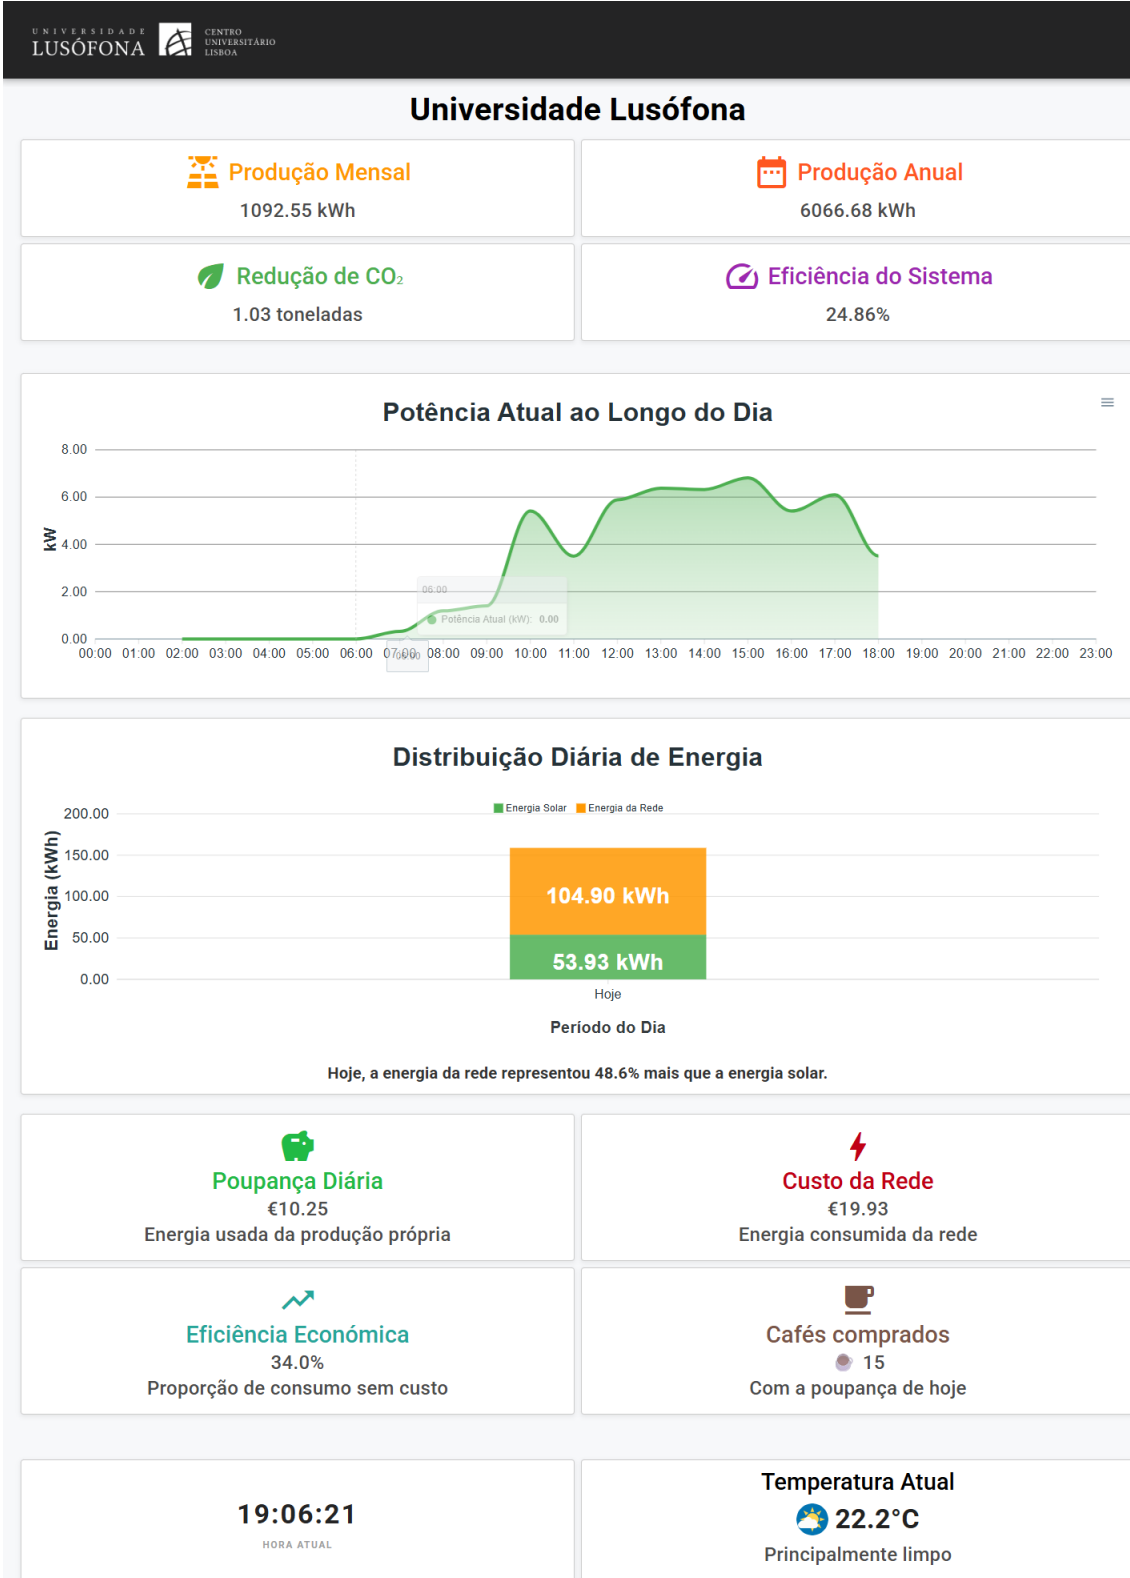 UNIVERSIDADE
LUSÓFONA
CENTRO
UNIVERSITÁRIO
LISBOA
Universidade Lusófona
Produção Mensal
1092.55 kWh
Produção Anual
6066.68 kWh
Redução de CO₂
1.03 toneladas
Eficiência do Sistema
24.86%
Potência Atual ao Longo do Dia
8.00
6.00
4.00
2.00
0.00
kW
06:00
Potência Atual (kW): 0.00
00:00 01:00 02:00 03:00 04:00 05:00 06:00 07:00 08:00 09:00 10:00 11:00 12:00 13:00 14:00 15:00 16:00 17:00 18:00 19:00 20:00 21:00 22:00 23:00
06:00
Distribuição Diária de Energia
Energia Solar Energia da Rede
200.00
150.00
100.00
50.00
0.00
Energia (kWh)
104.90 kWh
53.93 kWh
Hoje
Período do Dia
Hoje, a energia da rede representou 48.6% mais que a energia solar.
Poupança Diária
€10.25
Energia usada da produção própria
Custo da Rede
€19.93
Energia consumida da rede
Eficiência Económica
34.0%
Proporção de consumo sem custo
Cafés comprados
15
Com a poupança de hoje
19:06:21
HORA ATUAL
Temperatura Atual
22.2°C
Principalmente limpo